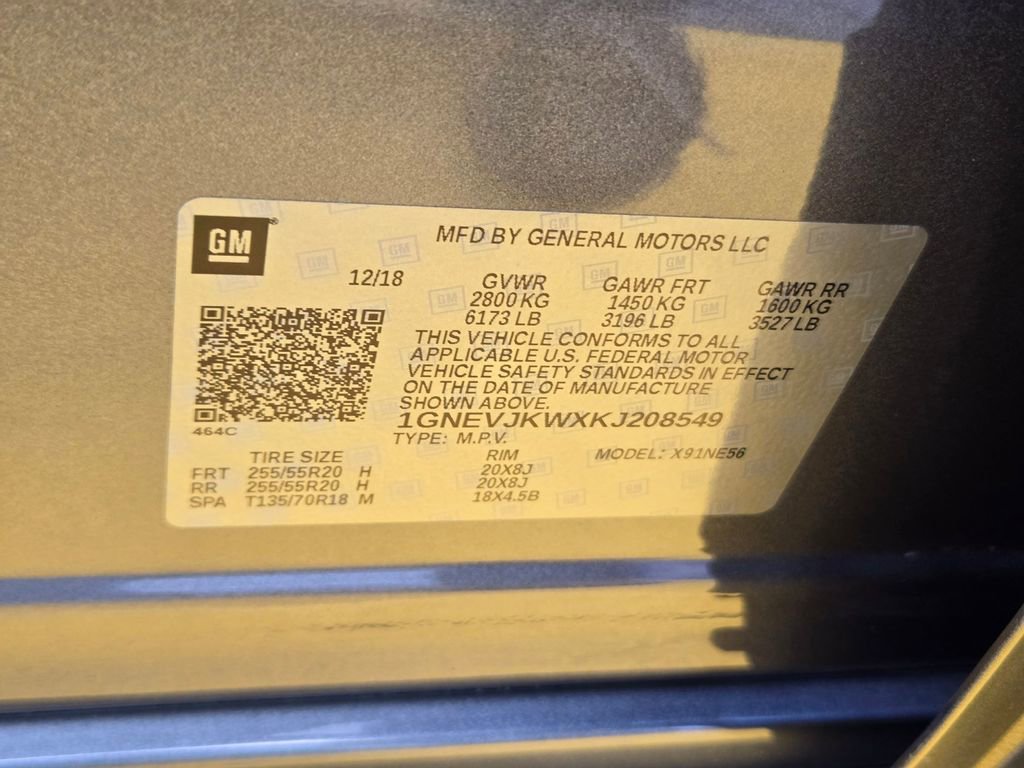 GM
MFD BY GENERAL MOTORS LLC
12/18 GVWR GAWR FRT GAWR RR
2800 KG 1450 KG 1600 KG
6173 LB 3196 LB 3527 LB
THIS VEHICLE CONFORMS TO ALL
APPLICABLE U.S. FEDERAL MOTOR
VEHICLE SAFETY STANDARDS IN EFFECT
ON THE DATE OF MANUFACTURE
SHOWN ABOVE.
1GNEVJKWXKJ208549
464C
TYPE: M.P.V.
TIRE SIZE RIM MODEL: X91NE56
FRT 255/55R20 H 20X8J
RR 255/55R20 H 20X8J
SPA T135/70R18 M 18X4.5B